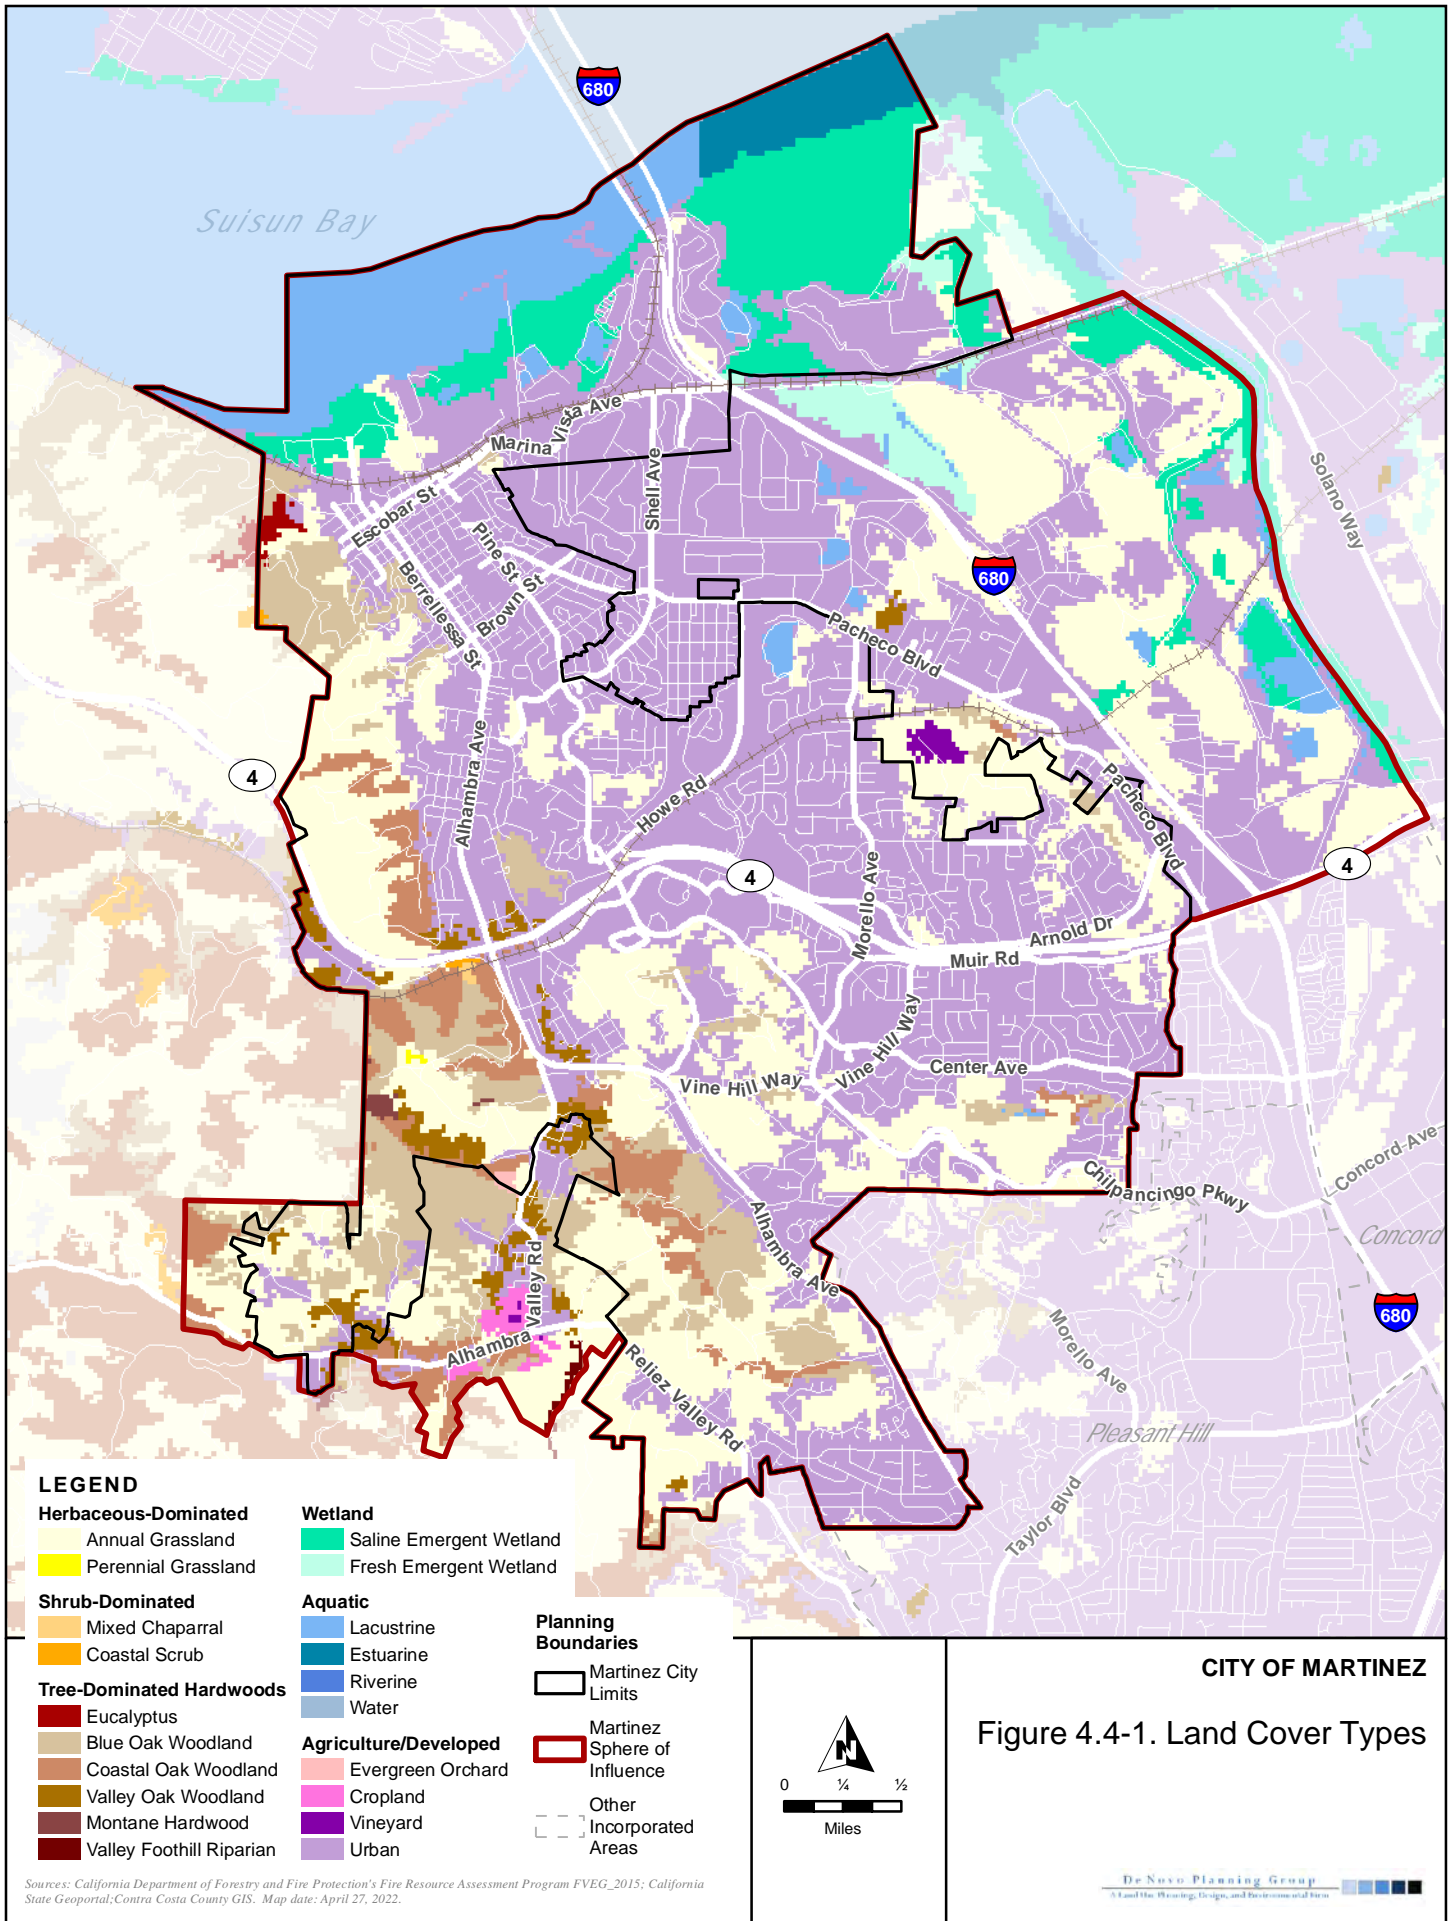 680
Suisun Bay
Marina Vista Ave
Shell Ave
Escobar St
Pine St
Brown St
Berrellessa St
Solano Way
680
Pacheco Blvd
4
Alhambra Ave
Howe Rd
Pacheco Blvd
4
4
Morello Ave
Arnold Dr
Muir Rd
Vine Hill Way
Center Ave
Vine Hill Way
Concord Ave
Chilpancingo Pkwy
Concord
Alhambra Ave
Alhambra Valley Rd
680
Reliez Valley Rd
Morello Ave
Pleasant Hill
Taylor Blvd
LEGEND
Herbaceous-Dominated
Annual Grassland
Perennial Grassland
Shrub-Dominated
Mixed Chaparral
Coastal Scrub
Tree-Dominated Hardwoods
Eucalyptus
Blue Oak Woodland
Coastal Oak Woodland
Valley Oak Woodland
Montane Hardwood
Valley Foothill Riparian
Wetland
Saline Emergent Wetland
Fresh Emergent Wetland
Aquatic
Lacustrine
Estuarine
Riverine
Water
Agriculture/Developed
Evergreen Orchard
Cropland
Vineyard
Urban
Planning
Boundaries
Martinez City
Limits
Martinez
Sphere of
Influence
Other
Incorporated
Areas
Sources: California Department of Forestry and Fire Protection's Fire Resource Assessment Program FVEG_2015; California
State Geoportal;Contra Costa County GIS. Map date: April 27, 2022.
N
0 ¼ ½
Miles
CITY OF MARTINEZ
Figure 4.4-1. Land Cover Types
De Novo Planning Group
A Land Use Planning, Design, and Environmental Firm